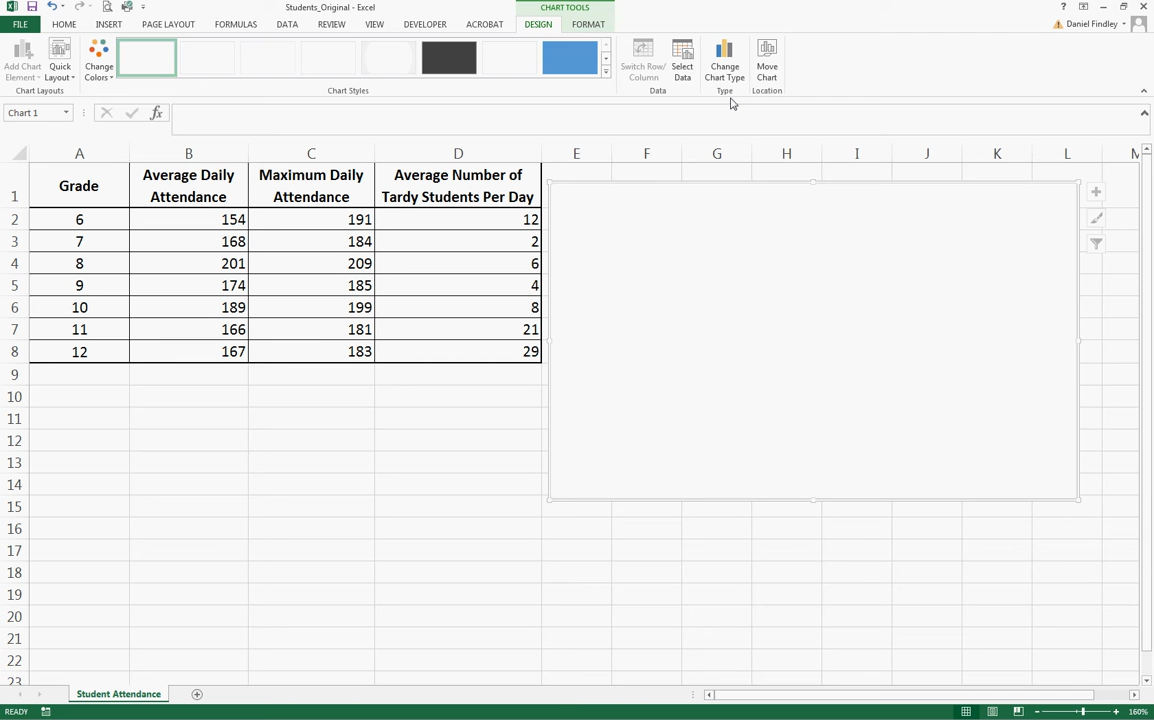 Students_Original - Excel
CHART TOOLS
? 
FILE HOME INSERT PAGE LAYOUT FORMULAS DATA REVIEW VIEW DEVELOPER ACROBAT DESIGN FORMAT Daniel Findley
Add Chart Element
Quick Layout
Change Colors
Switch Row/ Column
Select Data
Change Chart Type
Move Chart
Chart Layouts Chart Styles Data Type Location
Chart 1 fx
A B C D E F G H I J K L M
1 Grade Average Daily Attendance Maximum Daily Attendance Average Number of Tardy Students Per Day
2 6 154 191 12
3 7 168 184 2
4 8 201 209 6
5 9 174 185 4
6 10 189 199 8
7 11 166 181 21
8 12 167 183 29
9
10
11
12
13
14
15
16
17
18
19
20
21
22
23
Student Attendance
READY 160%